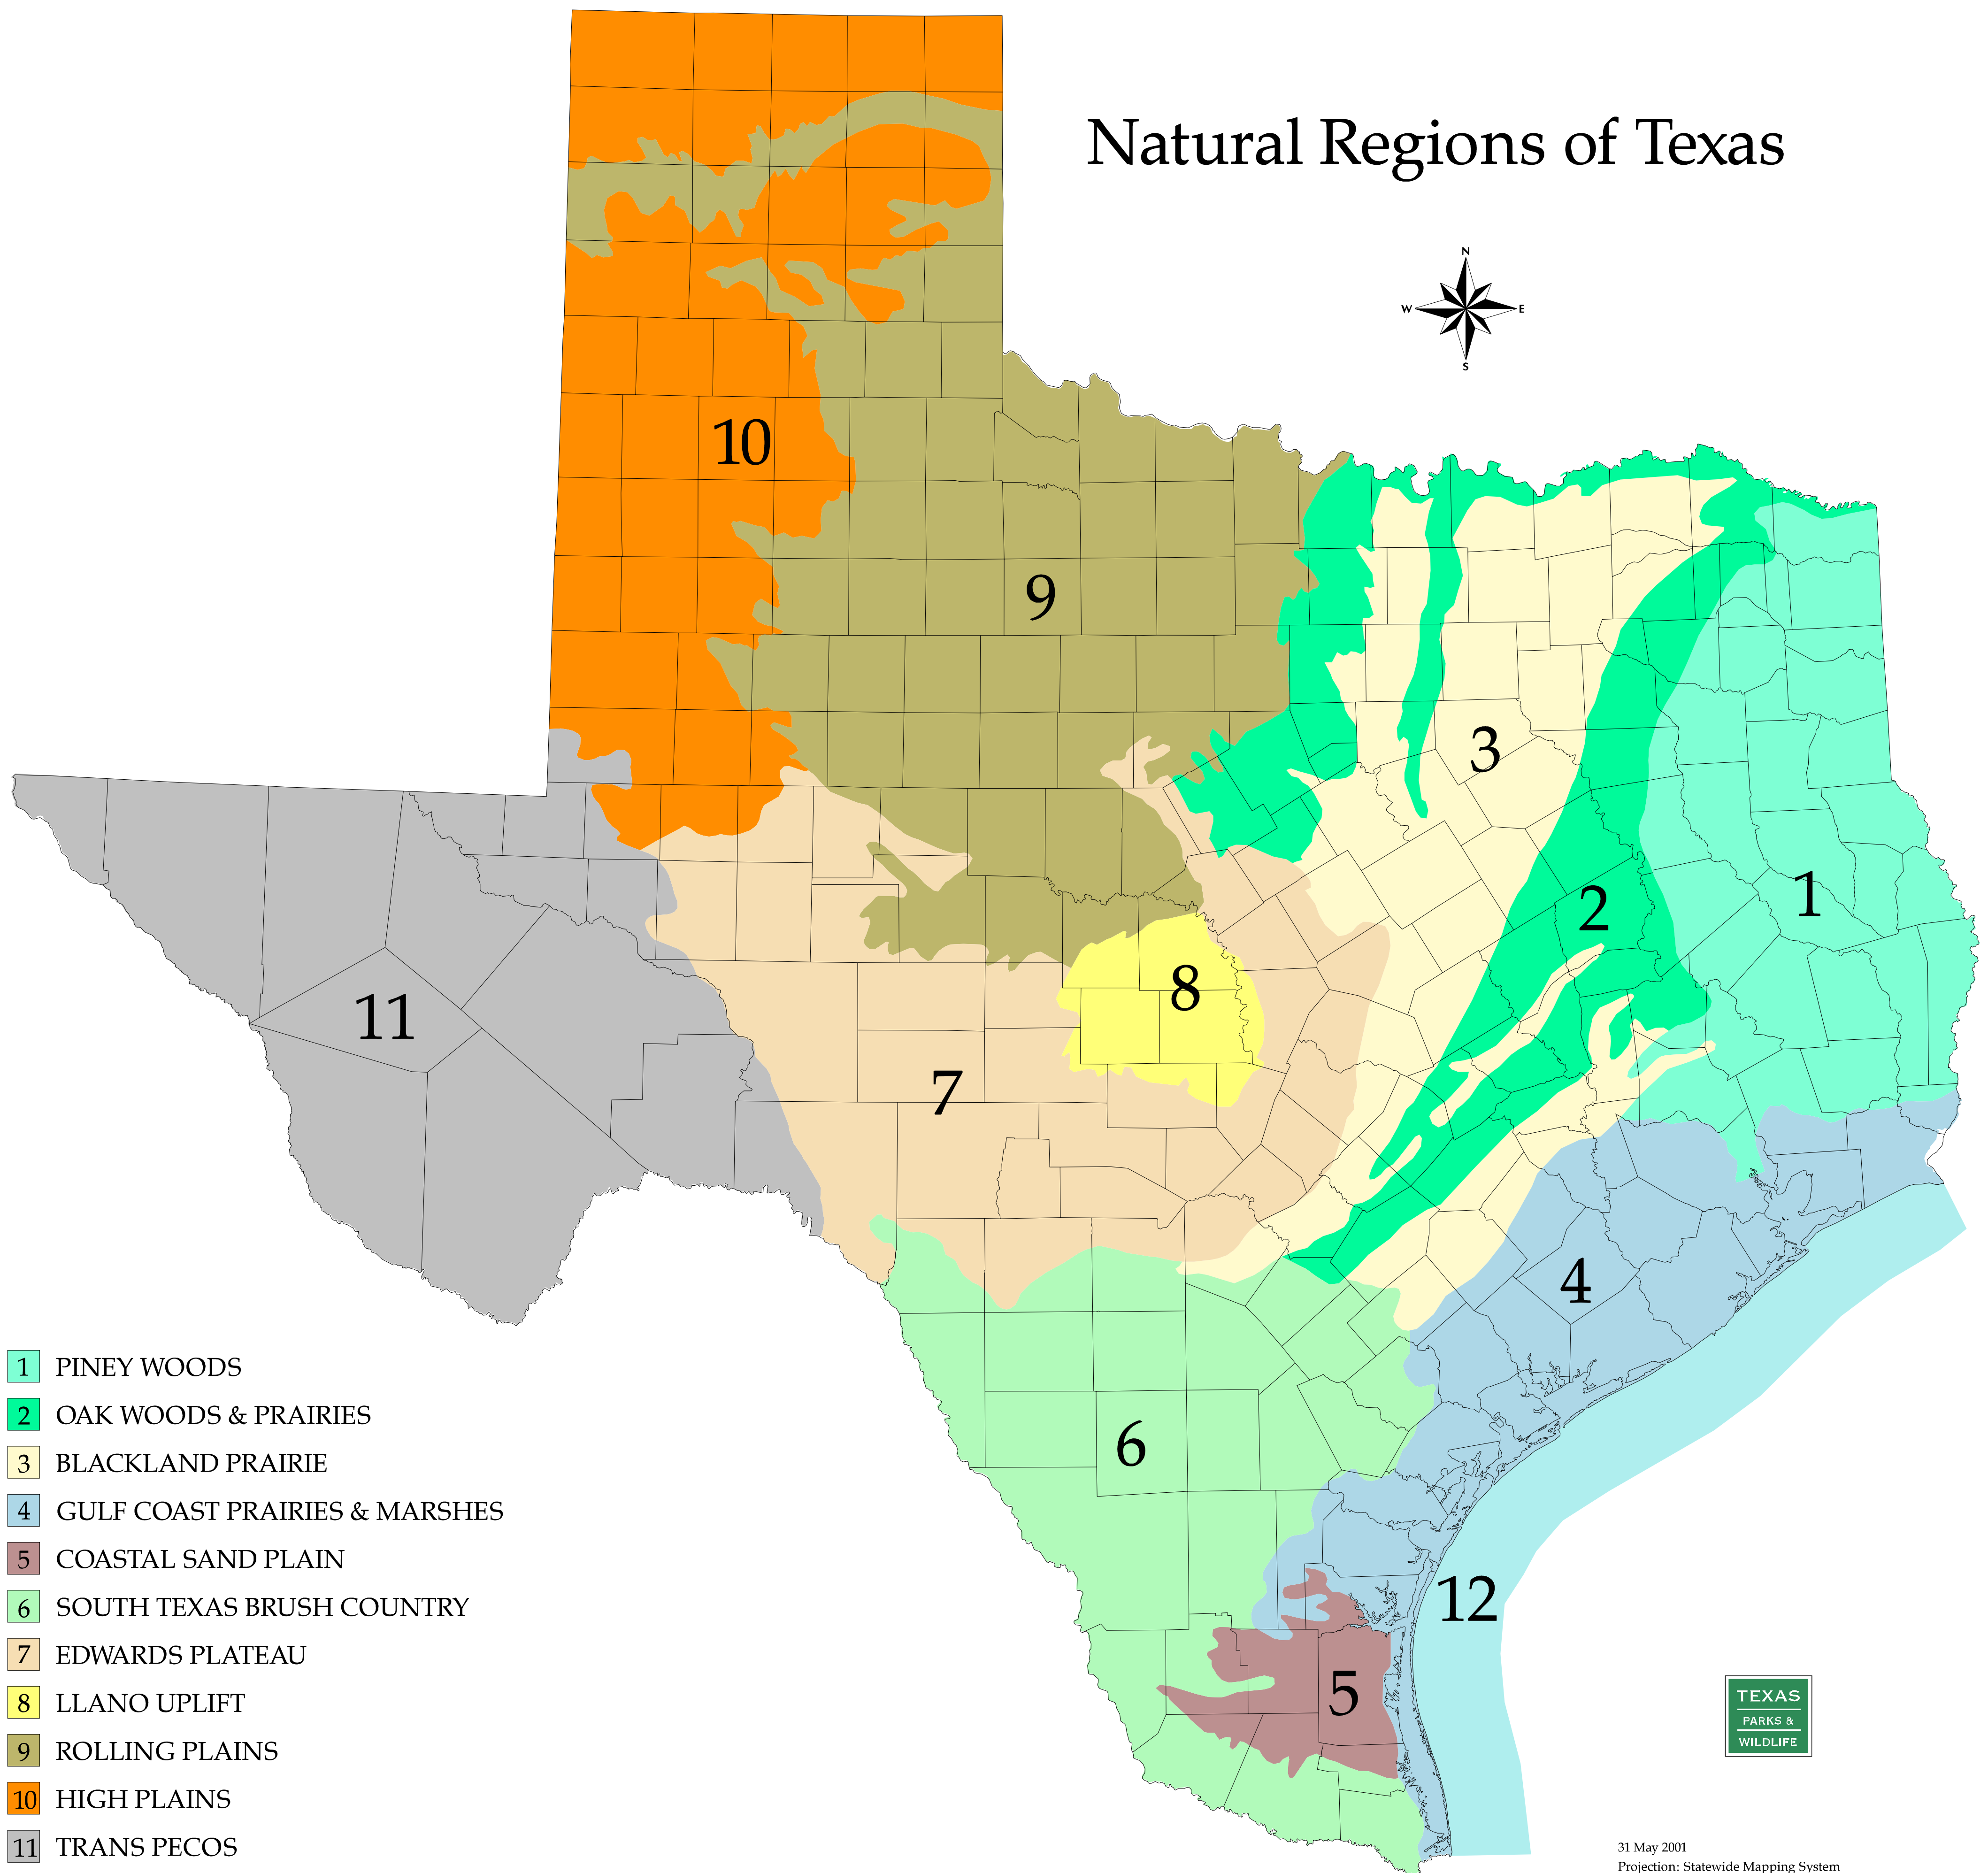 Natural Regions of Texas
N
W E
S
10
9
3
2
1
8
11
7
4
6
12
5
1 PINEY WOODS
2 OAK WOODS & PRAIRIES
3 BLACKLAND PRAIRIE
4 GULF COAST PRAIRIES & MARSHES
5 COASTAL SAND PLAIN
6 SOUTH TEXAS BRUSH COUNTRY
7 EDWARDS PLATEAU
8 LLANO UPLIFT
9 ROLLING PLAINS
10 HIGH PLAINS
11 TRANS PECOS
TEXAS
PARKS &
WILDLIFE
31 May 2001
Projection: Statewide Mapping System